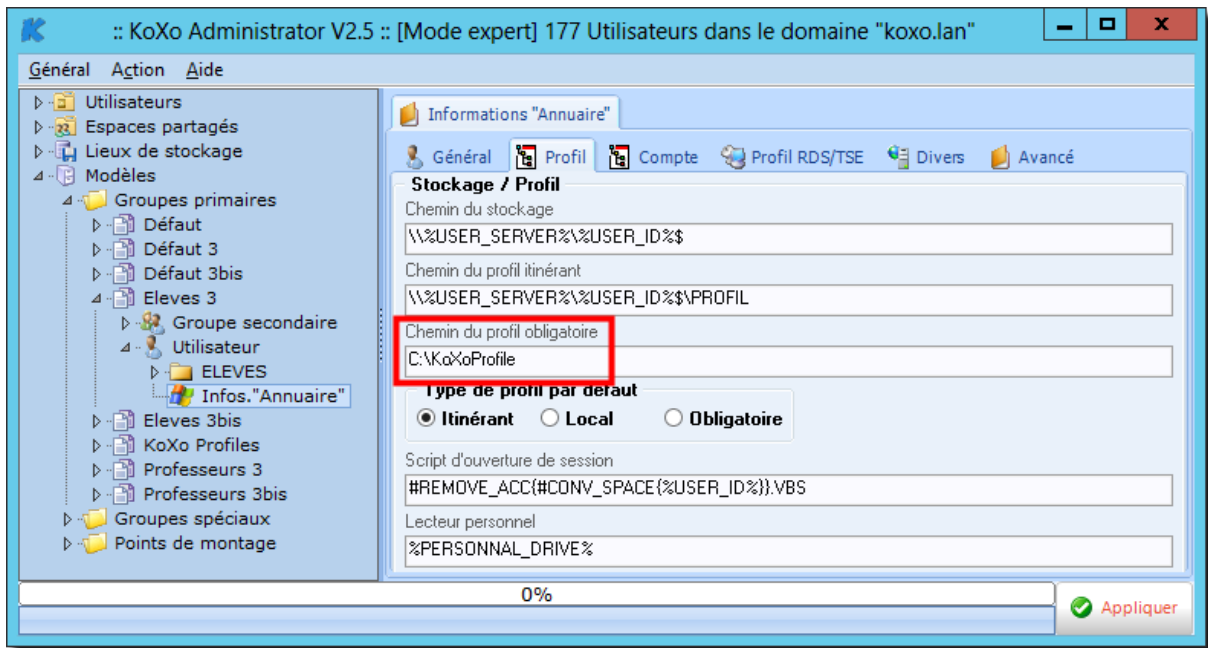 :: KoXo Administrator V2.5 :: [Mode expert] 177 Utilisateurs dans le domaine "koxo.lan"
Général Action Aide
Utilisateurs
Espaces partagés
Lieux de stockage
Modèles
Groupes primaires
Défaut
Défaut 3
Défaut 3bis
Eleves 3
Groupe secondaire
Utilisateur
ELEVES
Infos."Annuaire"
Eleves 3bis
KoXo Profiles
Professeurs 3
Professeurs 3bis
Groupes spéciaux
Points de montage
Informations "Annuaire"
Général Profil Compte Profil RDS/TSE Divers Avancé
Stockage / Profil
Chemin du stockage
\\%USER_SERVER%\%USER_ID%$
Chemin du profil itinérant
\\%USER_SERVER%\%USER_ID%$\PROFIL
Chemin du profil obligatoire
C:\KoXoProfile
Type de profil par défaut
Itinérant Local Obligatoire
Script d'ouverture de session
#REMOVE_ACC{#CONV_SPACE{%USER_ID%}}.VBS
Lecteur personnel
%PERSONNAL_DRIVE%
0%
Appliquer